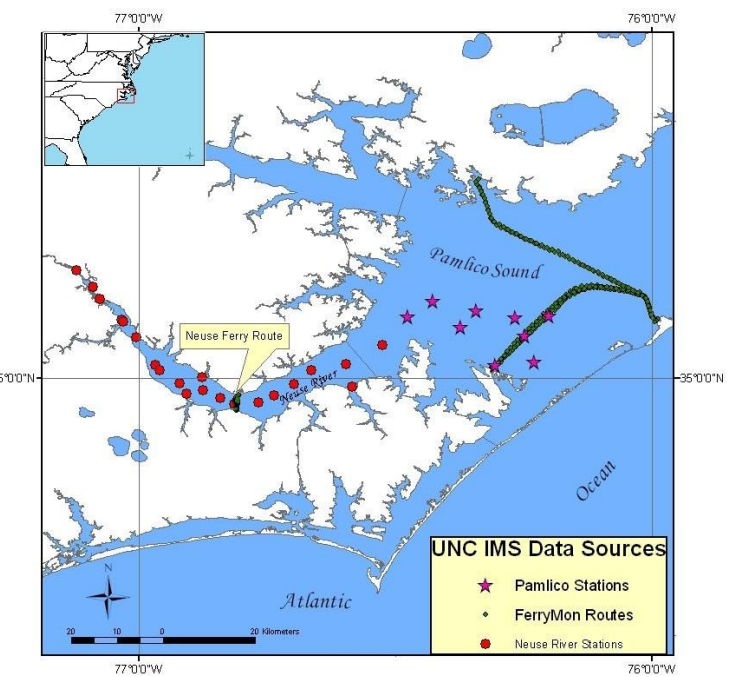 77°0'0"W
76°0'0"W
Pamlico Sound
Neuse Ferry Route
5°0'0"N
35°0'0"N
Neuse River
Ocean
UNC IMS Data Sources
Pamlico Stations
FerryMon Routes
Neuse River Stations
N
Atlantic
20 10 0 20 Kilometers
77°0'0"W
76°0'0"W